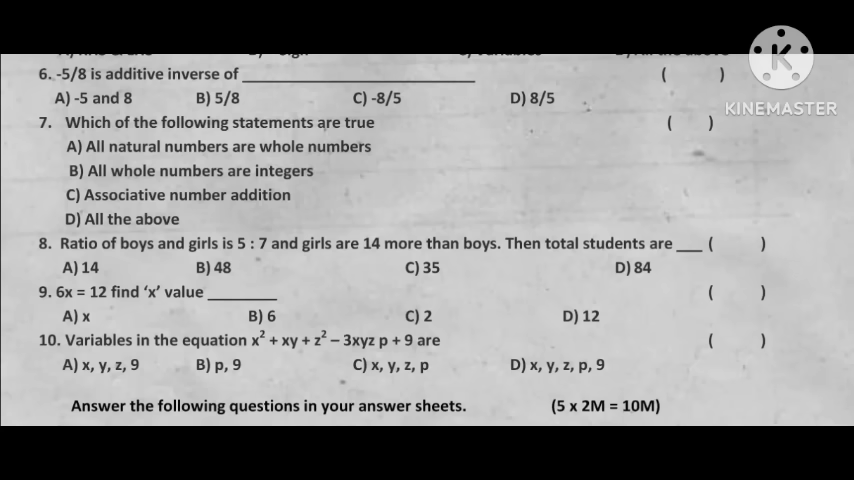 6. -5/8 is additive inverse of ____________ ( )
A) -5 and 8 B) 5/8 C) -8/5 D) 8/5
7. Which of the following statements are true ( )
A) All natural numbers are whole numbers
B) All whole numbers are integers
C) Associative number addition
D) All the above
8. Ratio of boys and girls is 5 : 7 and girls are 14 more than boys. Then total students are ___ ( )
A) 14 B) 48 C) 35 D) 84
9. 6x = 12 find ‘x’ value ________ ( )
A) x B) 6 C) 2 D) 12
10. Variables in the equation x² + xy + z² – 3xyz p + 9 are ( )
A) x, y, z, 9 B) p, 9 C) x, y, z, p D) x, y, z, p, 9
Answer the following questions in your answer sheets. (5 x 2M = 10M)
K
KINEMASTER